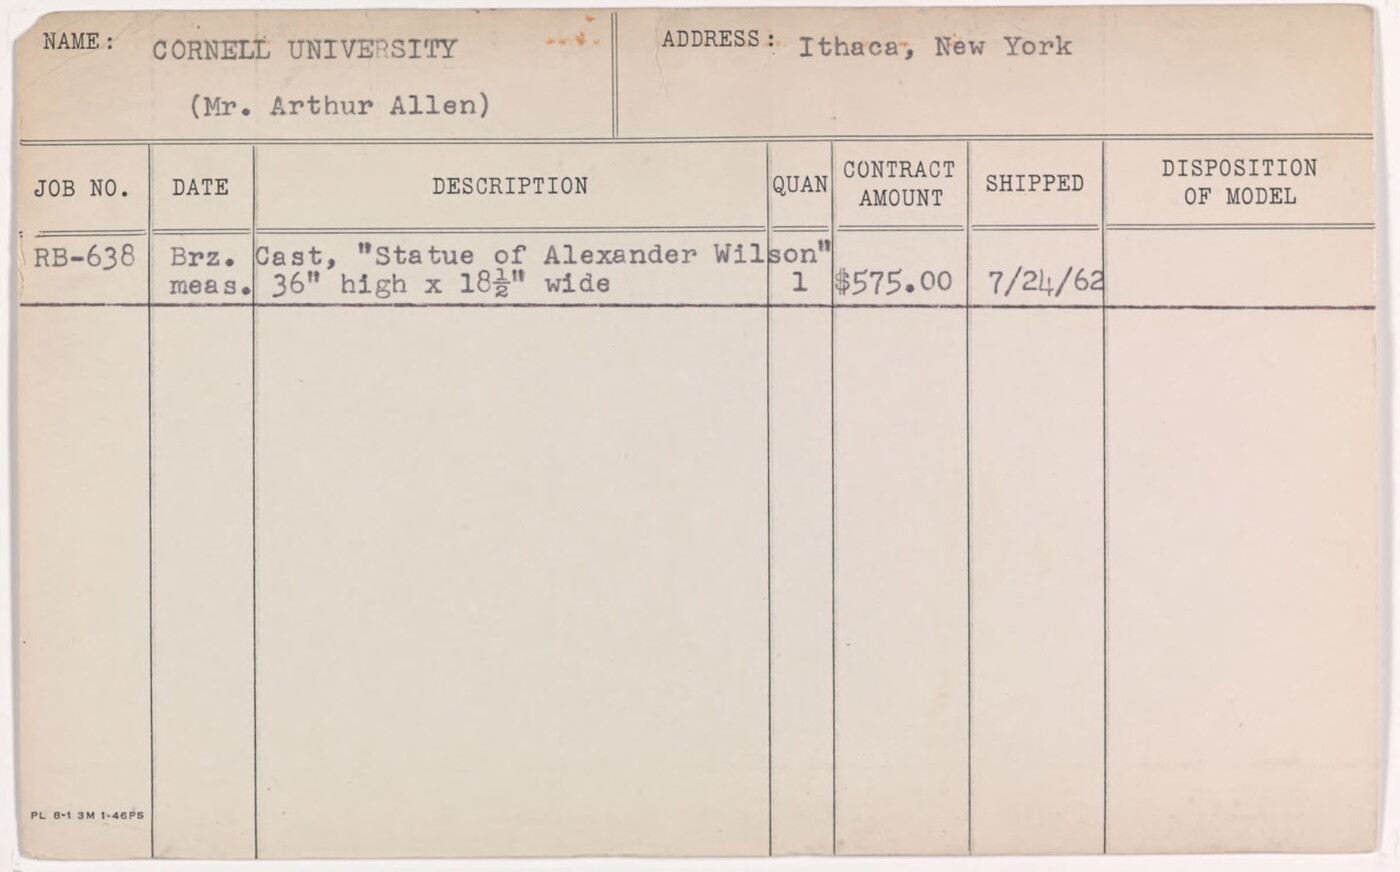 NAME: CORNELL UNIVERSITY
(Mr. Arthur Allen)
ADDRESS: Ithaca, New York
JOB NO. DATE DESCRIPTION QUAN CONTRACT AMOUNT SHIPPED DISPOSITION OF MODEL
RB-638 Brz. Cast, "Statue of Alexander Wilson"
meas. 36" high x 18½" wide 1 $575.00 7/24/62
PL 8-1 3M 1-46PS